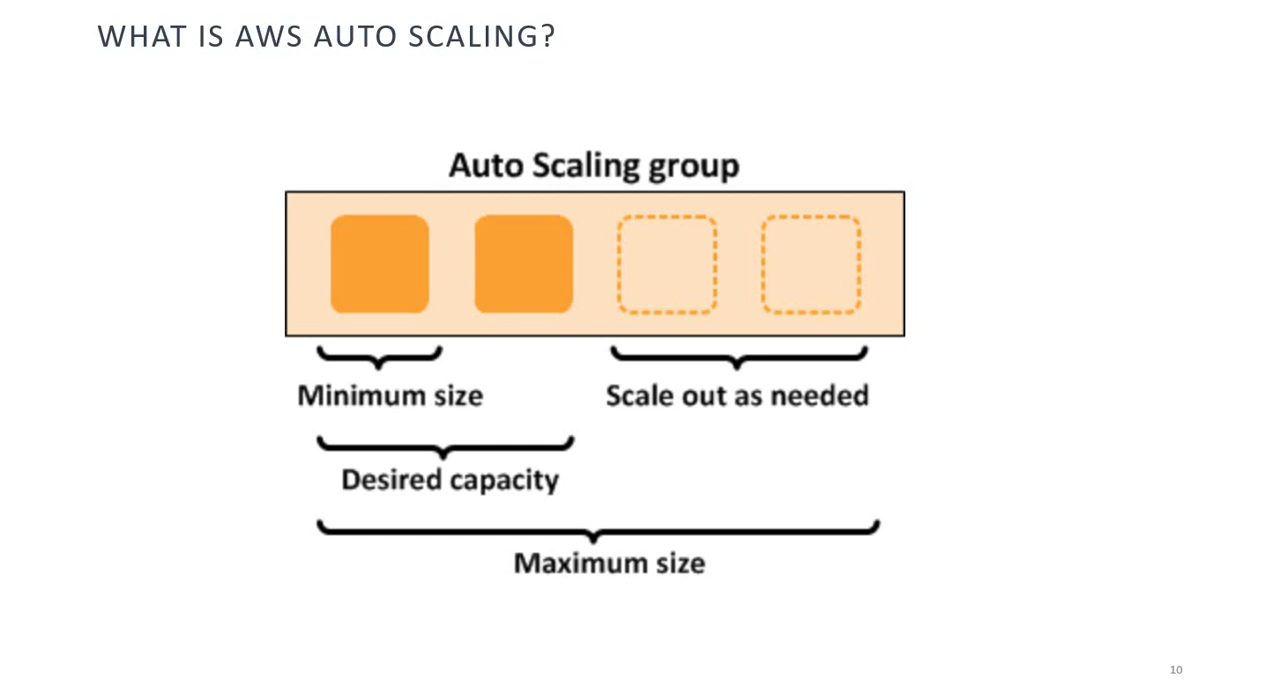 WHAT IS AWS AUTO SCALING?
Auto Scaling group
Minimum size
Scale out as needed
Desired capacity
Maximum size
10